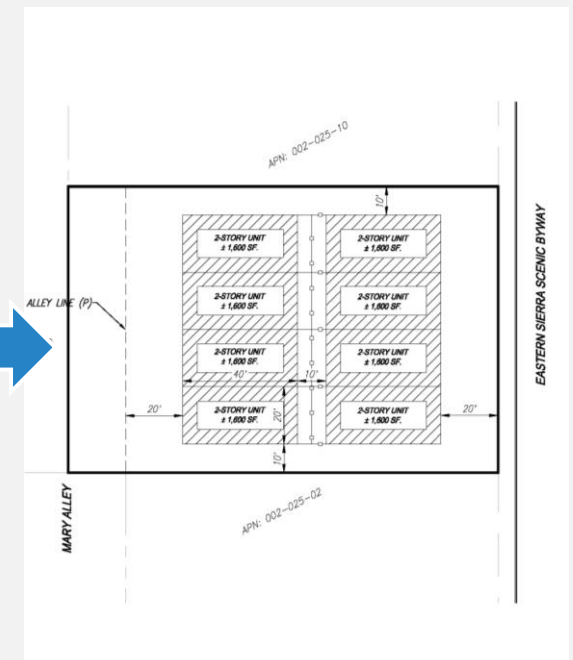 APN: 002-025-10
10'
2-STORY UNIT
± 1,600 SF.
2-STORY UNIT
± 1,600 SF.
2-STORY UNIT
± 1,600 SF.
2-STORY UNIT
± 1,600 SF.
ALLEY LINE (P)
2-STORY UNIT
± 1,600 SF.
2-STORY UNIT
± 1,600 SF.
40'
10'
2-STORY UNIT
± 1,600 SF.
2-STORY UNIT
± 1,600 SF.
20'
20'
20'
10'
EASTERN SIERRA SCENIC BYWAY
MARY ALLEY
APN: 002-025-02